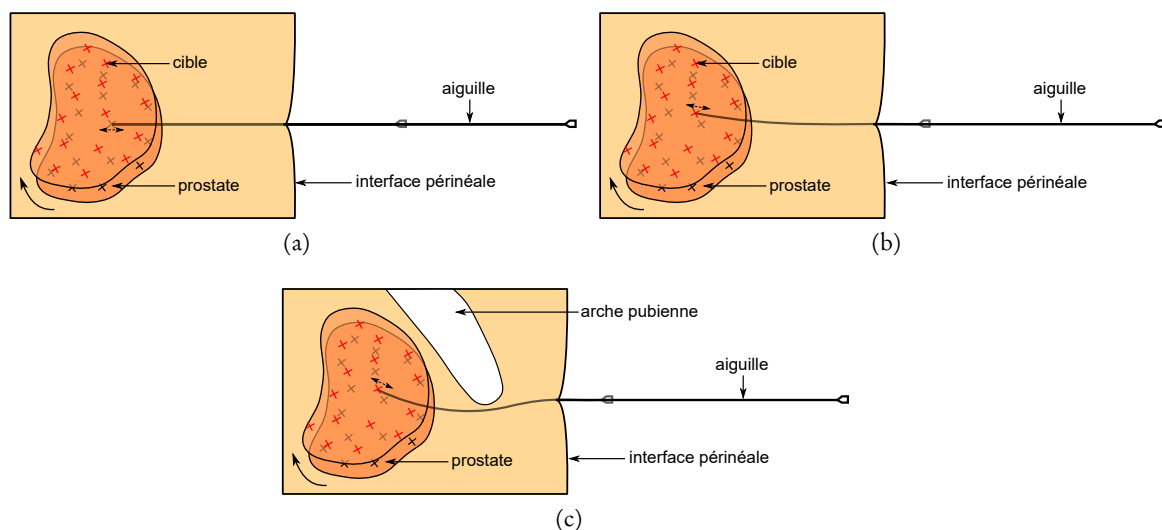 cible
aiguille
prostate
interface périnéale
(a)
cible
aiguille
prostate
interface périnéale
(b)
arche pubienne
aiguille
prostate
interface périnéale
(c)